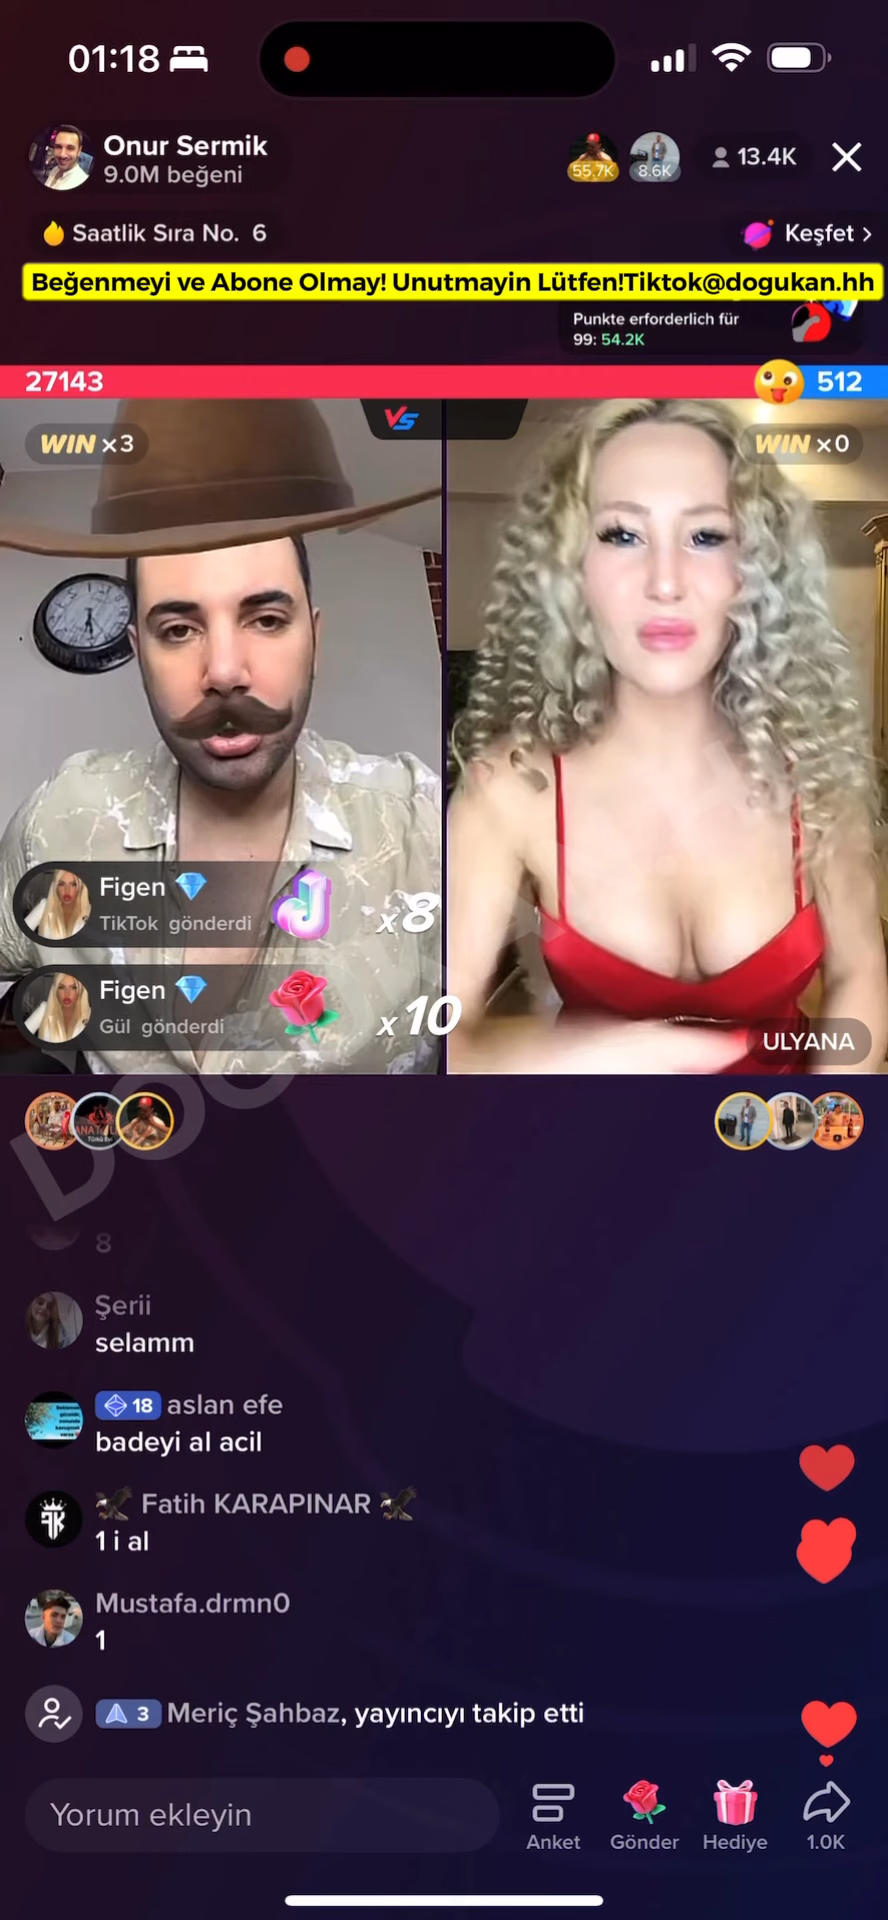 01:18
Onur Sermik
9.0M beğeni
55.7K
8.6K
13.4K
Saatlik Sıra No. 6
Keşfet >
Beğenmeyi ve Abone Olmay! Unutmayin Lütfen!Tiktok@dogukan.hh
Punkte erforderlich für
99: 54.2K
27143
512
VS
WIN x3
WIN x0
Figen
TikTok gönderdi
x8
Figen
Gül gönderdi
x10
ULYANA
8
Şerii
selamm
18 aslan efe
badeyi al acil
Fatih KARAPINAR
1 i al
Mustafa.drmn0
1
3 Meriç Şahbaz, yayıncıyı takip etti
Yorum ekleyin
Anket
Gönder
Hediye
1.0K